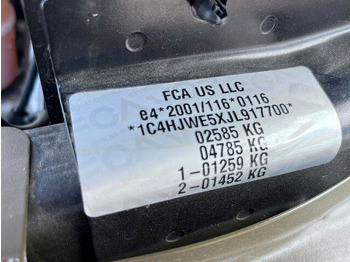 FCA US LLC
e4*2001/116*0116
*1C4HJWE5XJL917700*
02585 KG
04785 KG
1-01259 KG
2-01452 KG